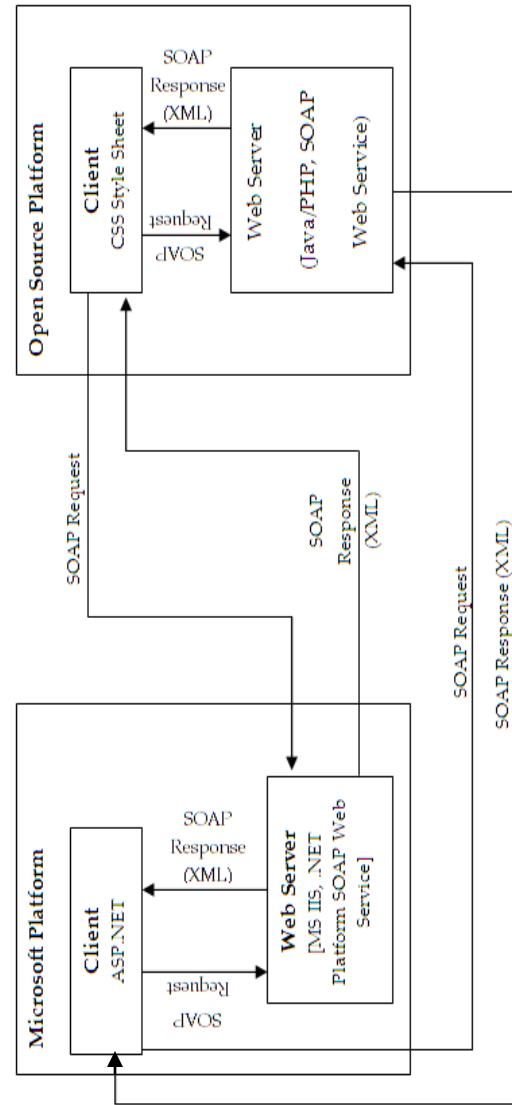 Microsoft Platform
Client
ASP.NET
SOAP
Request
SOAP
Response
(XML)
Web Server
[MS IIS, .NET
Platform SOAP Web
Service]
SOAP Request
SOAP
Response
(XML)
Open Source Platform
Client
CSS Style Sheet
SOAP
Request
SOAP
Response
(XML)
Web Server
(Java/PHP, SOAP
Web Service)
SOAP Request
SOAP Response (XML)